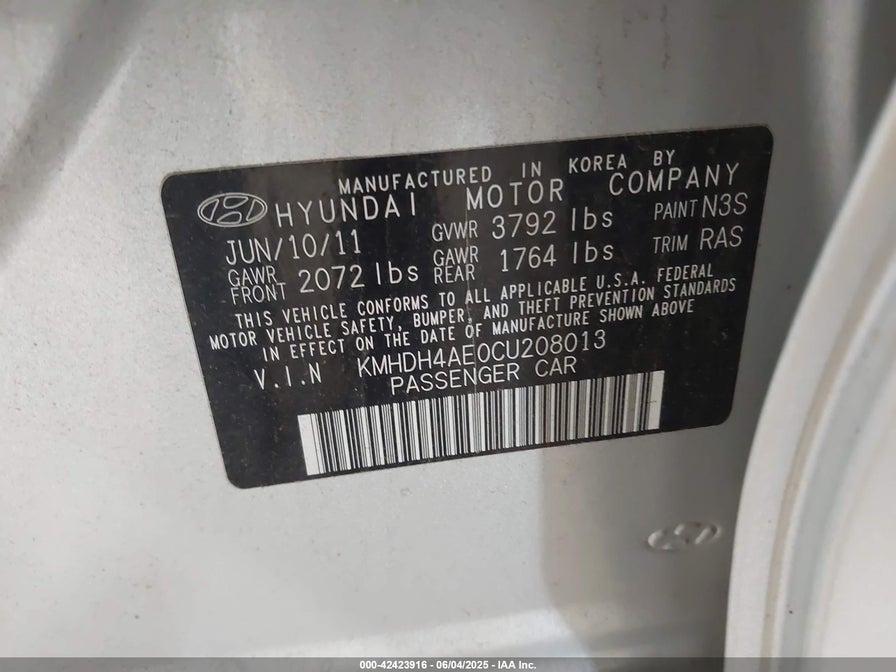 MANUFACTURED IN KOREA BY
HYUNDAI MOTOR COMPANY
JUN/10/11 GVWR 3792 lbs PAINT N3S
GAWR FRONT 2072 lbs GAWR REAR 1764 lbs TRIM RAS
THIS VEHICLE CONFORMS TO ALL APPLICABLE U.S.A. FEDERAL
MOTOR VEHICLE SAFETY, BUMPER, AND THEFT PREVENTION STANDARDS
IN EFFECT ON THE DATE OF MANUFACTURE SHOWN ABOVE
V.I.N KMHDH4AE0CU208013
PASSENGER CAR
000-42423916 - 06/04/2025 - IAA Inc.